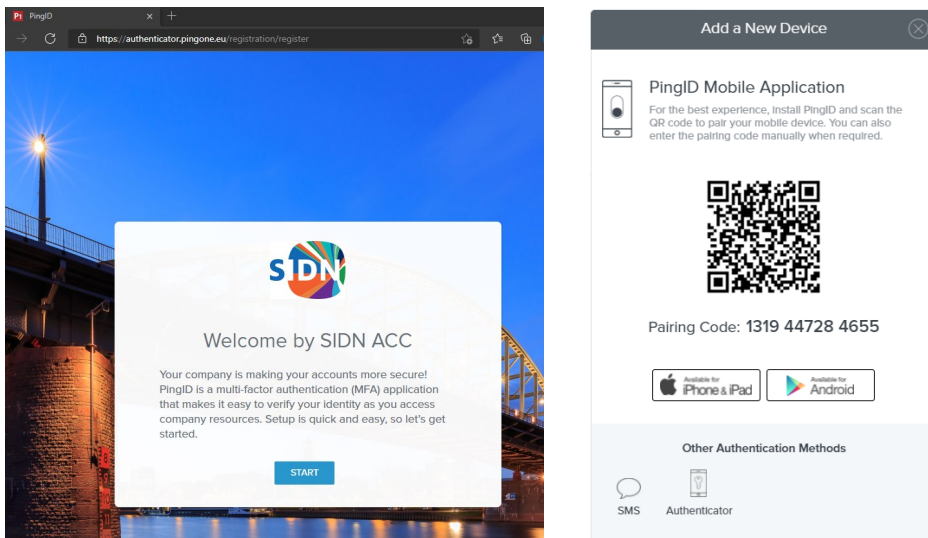 P1 PingID
https://authenticator.pingone.eu/registration/register
SIDN
Welcome by SIDN ACC
Your company is making your accounts more secure!
PingID is a multi-factor authentication (MFA) application
that makes it easy to verify your identity as you access
company resources. Setup is quick and easy, so let's get
started.
START
Add a New Device
PingID Mobile Application
For the best experience, install PingID and scan the
QR code to pair your mobile device. You can also
enter the pairing code manually when required.
Pairing Code: 1319 44728 4655
Available for
iPhone & iPad
Available for
Android
Other Authentication Methods
SMS
Authenticator